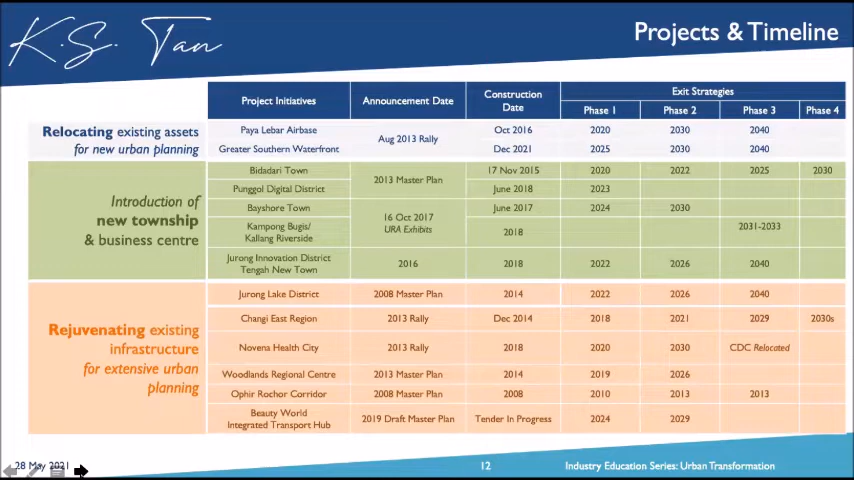 K.S. Tan
Projects & Timeline
Project Initiatives Announcement Date Construction Date Exit Strategies
Phase 1 Phase 2 Phase 3 Phase 4
Relocating existing assets
for new urban planning
Paya Lebar Airbase Aug 2013 Rally Oct 2016 2020 2030 2040
Greater Southern Waterfront Dec 2021 2025 2030 2040
Introduction of
new township
& business centre
Bidadari Town 2013 Master Plan 17 Nov 2015 2020 2022 2025 2030
Punggol Digital District June 2018 2023
Bayshore Town 16 Oct 2017 June 2017 2024 2030
URA Exhibits
Kampong Bugis/
Kallang Riverside 2018 2031-2033
Jurong Innovation District
Tengah New Town 2016 2018 2022 2026 2040
Rejuvenating existing
infrastructure
for extensive urban
planning
Jurong Lake District 2008 Master Plan 2014 2022 2026 2040
Changi East Region 2013 Rally Dec 2014 2018 2021 2029 2030s
Novena Health City 2013 Rally 2018 2020 2030 CDC Relocated
Woodlands Regional Centre 2013 Master Plan 2014 2019 2026
Ophir Rochor Corridor 2008 Master Plan 2008 2010 2013 2013
Beauty World
Integrated Transport Hub 2019 Draft Master Plan Tender In Progress 2024 2029
28 May 2021 12 Industry Education Series: Urban Transformation